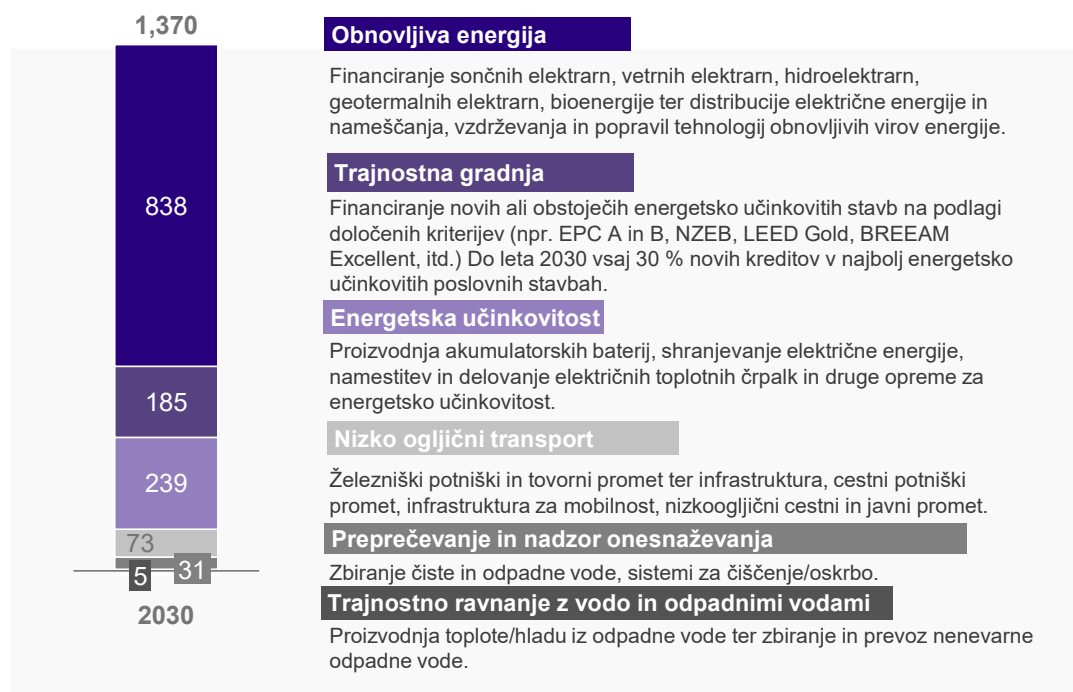 1,370
838
185
239
73
5
31
2030
Obnovljiva energija
Financiranje sončnih elektrarn, vetrnih elektrarn, hidroelektrarn,
geotermalnih elektrarn, bioenergije ter distribucije električne energije in
nameščanja, vzdrževanja in popravil tehnologij obnovljivih virov energije.
Trajnostna gradnja
Financiranje novih ali obstoječih energetsko učinkovitih stavb na podlagi
določenih kriterijev (npr. EPC A in B, NZEB, LEED Gold, BREEAM
Excellent, itd.) Do leta 2030 vsaj 30 % novih kreditov v najbolj energetsko
učinkovitih poslovnih stavbah.
Energetska učinkovitost
Proizvodnja akumulatorskih baterij, shranjevanje električne energije,
namestitev in delovanje električnih toplotnih črpalk in druge opreme za
energetsko učinkovitost.
Nizko ogljični transport
Železniški potniški in tovorni promet ter infrastruktura, cestni potniški
promet, infrastruktura za mobilnost, nizkoogljični cestni in javni promet.
Preprečevanje in nadzor onesnaževanja
Zbiranje čiste in odpadne vode, sistemi za čiščenje/oskrbo.
Trajnostno ravnanje z vodo in odpadnimi vodami
Proizvodnja toplote/hladu iz odpadne vode ter zbiranje in prevoz nenevarne
odpadne vode.